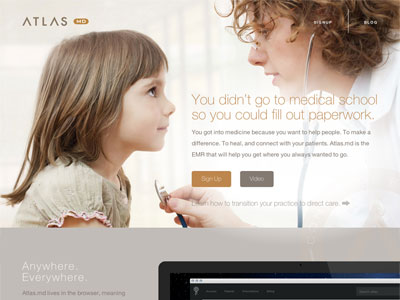 ATLAS MD
SIGNUP
BLOG
You didn't go to medical school
so you could fill out paperwork.
You got into medicine because you want to help people. To make a
difference. To heal, and connect with your patients. Atlas.md is the
EMR that will help you get where you always wanted to go.
Sign Up
Video
Learn how to transition your practice to direct care.
Anywhere.
Everywhere.
Atlas.md lives in the browser, meaning